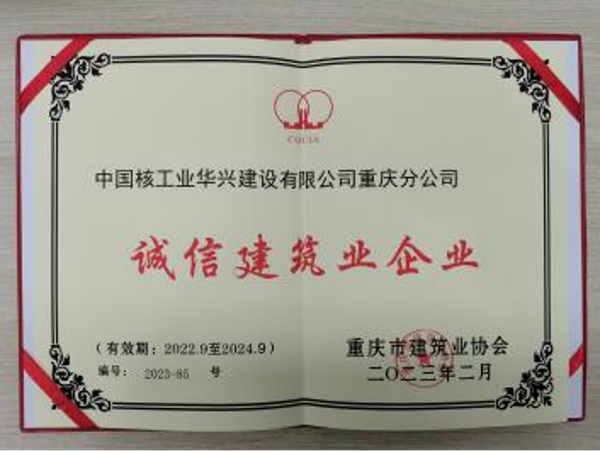 CQCIA
中国核工业华兴建设有限公司重庆分公司
诚信建筑业企业
（有效期：2022.9至2024.9）
编号： 2023-85 号
重庆市建筑业协会
二〇二三年二月